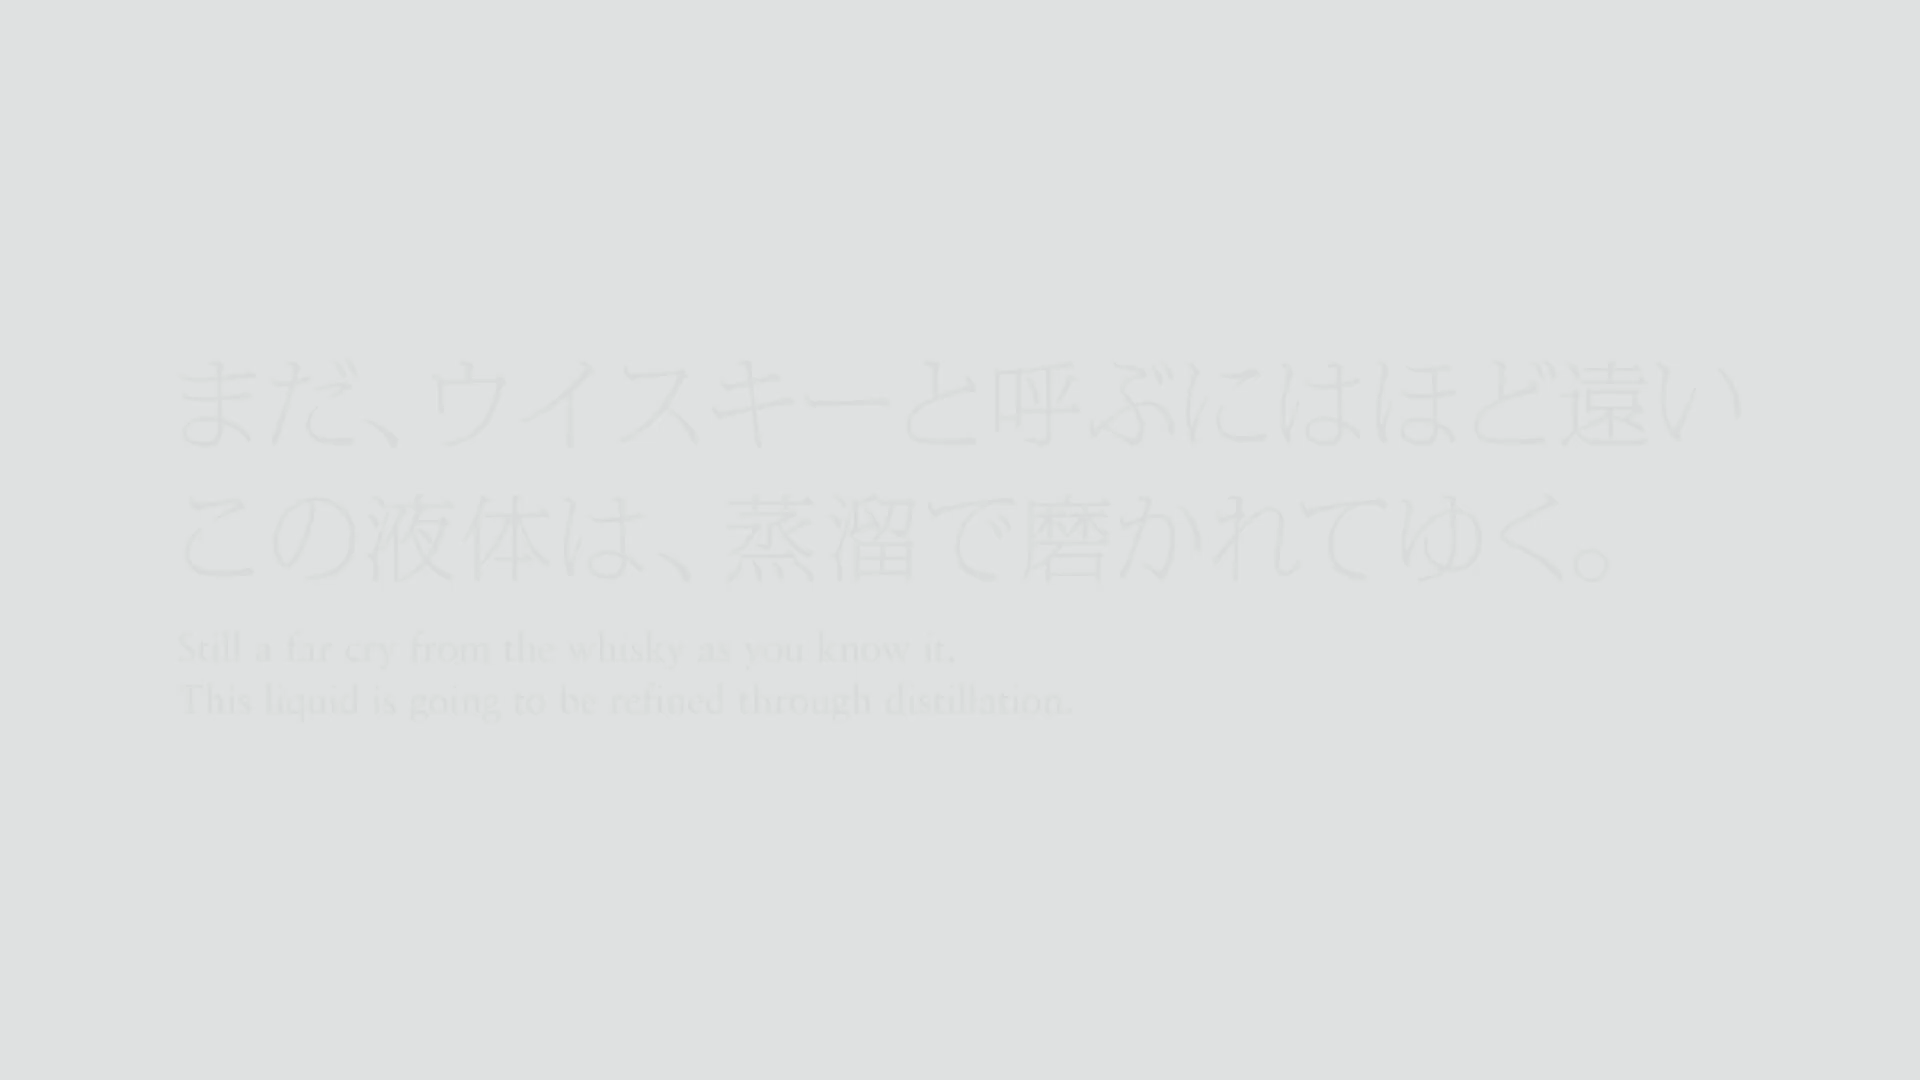 まだ、ウイスキーと呼ぶにはほど遠い
この液体は、蒸溜で磨かれてゆく。
Still a far cry from the whisky as you know it.
This liquid is going to be refined through distillation.